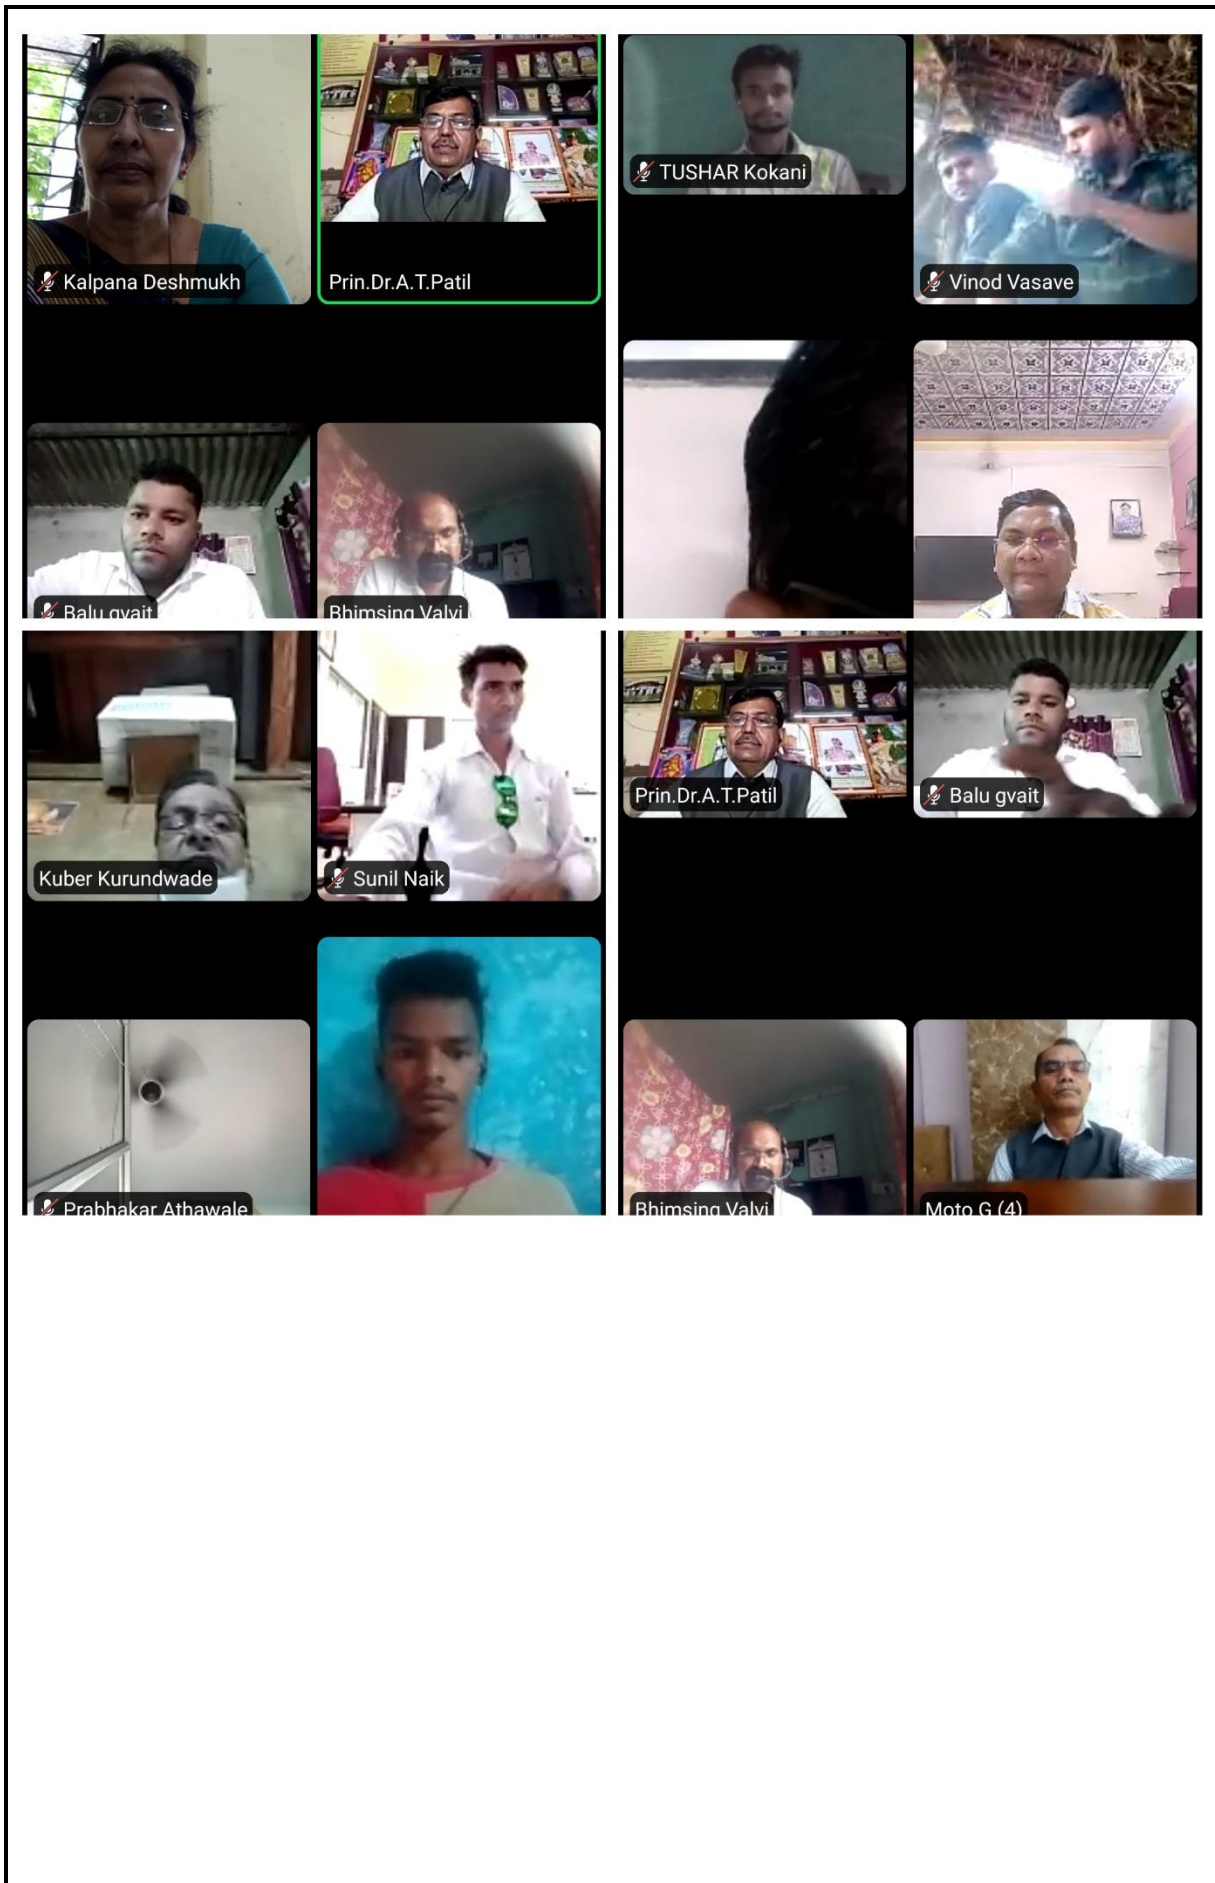 Kalpana Deshmukh
Prin.Dr.A.T.Patil
Balu gvait
Bhimsing Valvi
TUSHAR Kokani
Vinod Vasave
Kuber Kurundwade
Sunil Naik
Prabhakar Athawale
Prin.Dr.A.T.Patil
Balu gvait
Bhimsing Valvi
Moto G (4)